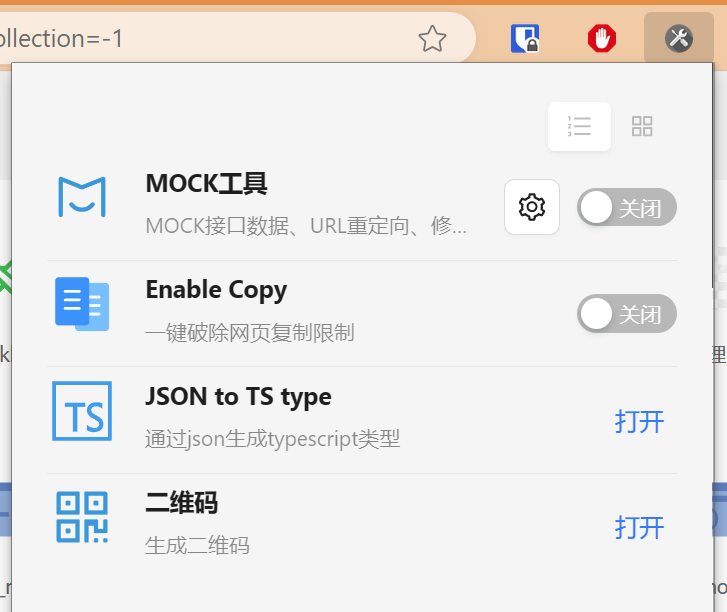 ollection=-1
MOCK工具
MOCK接口数据、URL重定向、修...
关闭
Enable Copy
一键破除网页复制限制
关闭
TS
JSON to TS type
通过json生成typescript类型
打开
二维码
生成二维码
打开
理